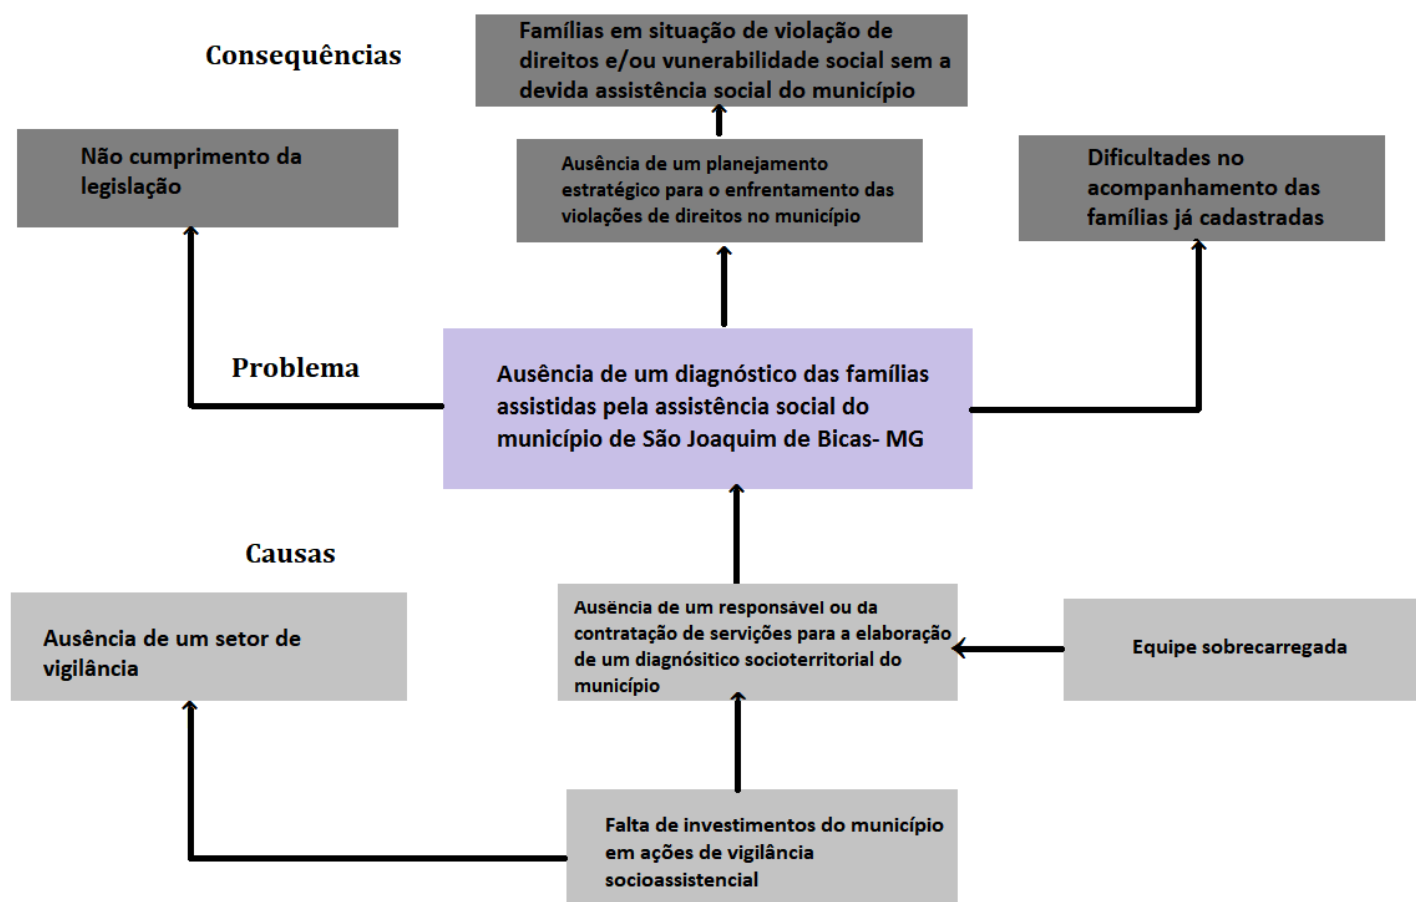 Consequências
Famílias em situação de violação de
direitos e/ou vunerabilidade social sem a
devida assistência social do município
Não cumprimento da
legislação
Ausência de um planejamento
estratégico para o enfrentamento das
violações de direitos no município
Dificultades no
acompanhamento das
famílias já cadastradas
Problema
Ausência de um diagnóstico das famílias
assistidas pela assistência social do
município de São Joaquim de Bicas- MG
Causas
Ausência de um setor de
vigilância
Ausência de um responsável ou da
contratação de servições para a elaboração
de um diagnósitico socioterritorial do
município
Equipe sobrecarregada
Falta de investimentos do município
em ações de vigilância
socioassistencial